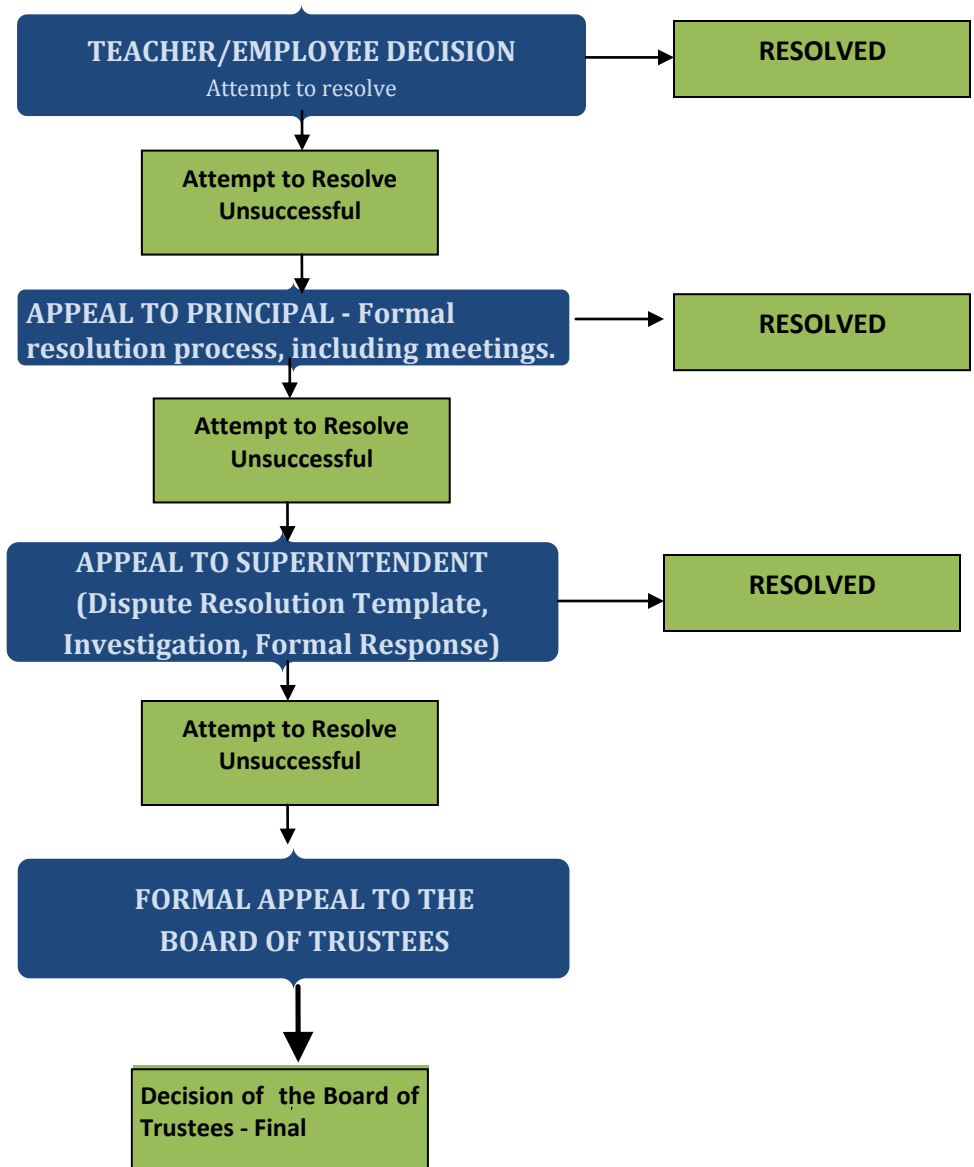 TEACHER/EMPLOYEE DECISION
Attempt to resolve
RESOLVED
Attempt to Resolve
Unsuccessful
APPEAL TO PRINCIPAL - Formal
resolution process, including meetings.
RESOLVED
Attempt to Resolve
Unsuccessful
APPEAL TO SUPERINTENDENT
(Dispute Resolution Template,
Investigation, Formal Response)
RESOLVED
Attempt to Resolve
Unsuccessful
FORMAL APPEAL TO THE
BOARD OF TRUSTEES
Decision of the Board of
Trustees - Final